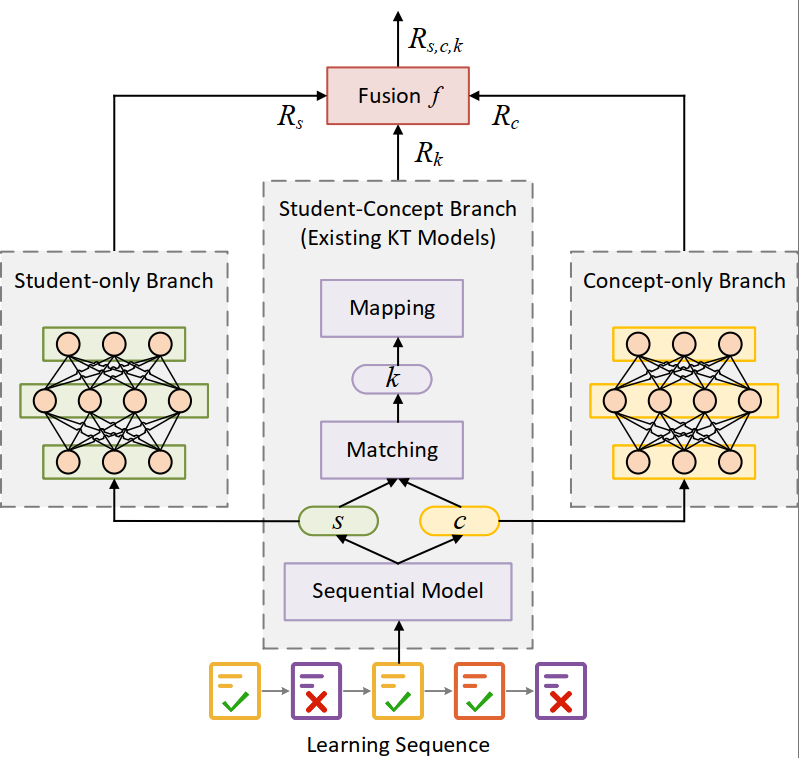 R_{s,c,k}
Fusion f
R_s
R_c
R_k
Student-Concept Branch
(Existing KT Models)
Student-only Branch
Concept-only Branch
Mapping
k
Matching
s
c
Sequential Model
Learning Sequence